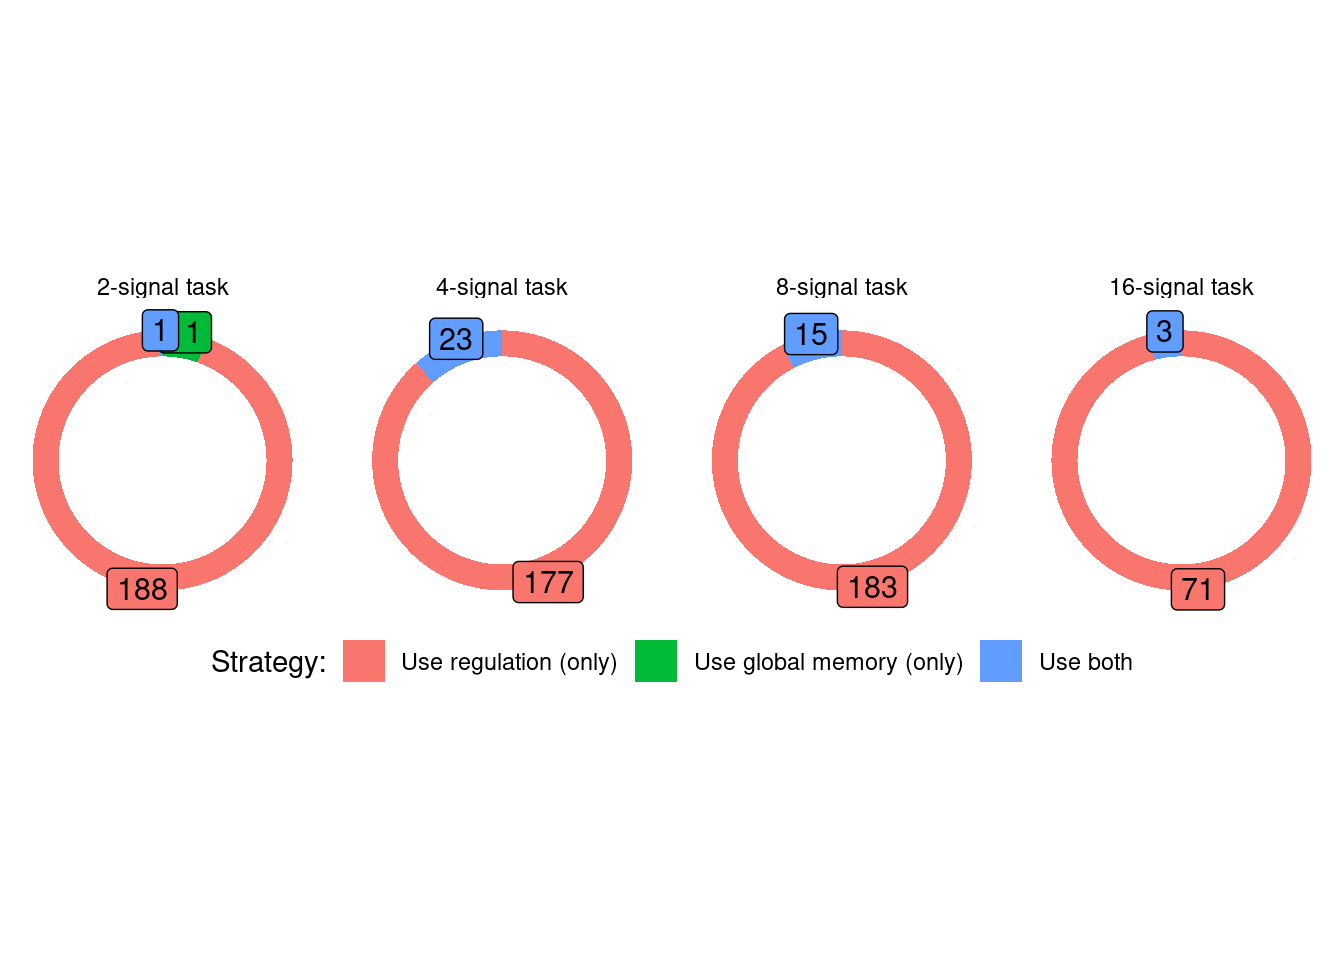 2-signal task 4-signal task 8-signal task 16-signal task
1 1 23 15 3
188 177 183 71
Strategy: Use regulation (only) Use global memory (only) Use both